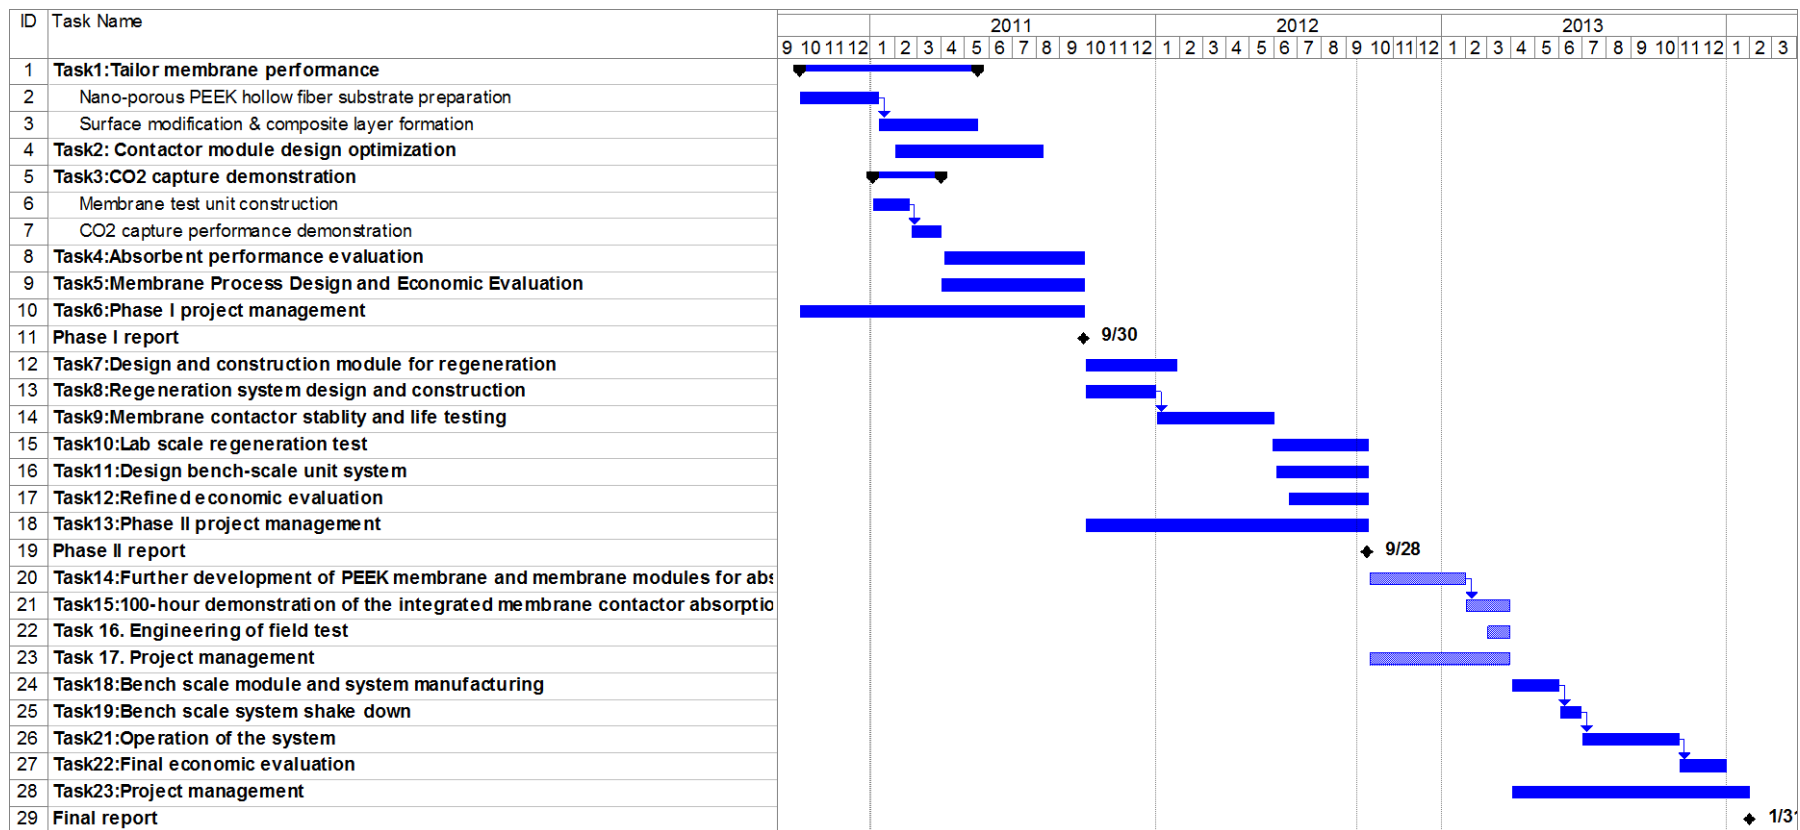 ID Task Name
2011 2012 2013
9 10 11 12 1 2 3 4 5 6 7 8 9 10 11 12 1 2 3 4 5 6 7 8 9 10 11 12 1 2 3 4 5 6 7 8 9 10 11 12 1 2 3
1 Task1:Tailor membrane performance
2 Nano-porous PEEK hollow fiber substrate preparation
3 Surface modification & composite layer formation
4 Task2: Contactor module design optimization
5 Task3:CO2 capture demonstration
6 Membrane test unit construction
7 CO2 capture performance demonstration
8 Task4:Absorbent performance evaluation
9 Task5:Membrane Process Design and Economic Evaluation
10 Task6:Phase I project management
11 Phase I report 9/30
12 Task7:Design and construction module for regeneration
13 Task8:Regeneration system design and construction
14 Task9:Membrane contactor stablity and life testing
15 Task10:Lab scale regeneration test
16 Task11:Design bench-scale unit system
17 Task12:Refined economic evaluation
18 Task13:Phase II project management
19 Phase II report 9/28
20 Task14:Further development of PEEK membrane and membrane modules for abs
21 Task15:100-hour demonstration of the integrated membrane contactor absorptio
22 Task 16. Engineering of field test
23 Task 17. Project management
24 Task18:Bench scale module and system manufacturing
25 Task19:Bench scale system shake down
26 Task21:Operation of the system
27 Task22:Final economic evaluation
28 Task23:Project management
29 Final report 1/31